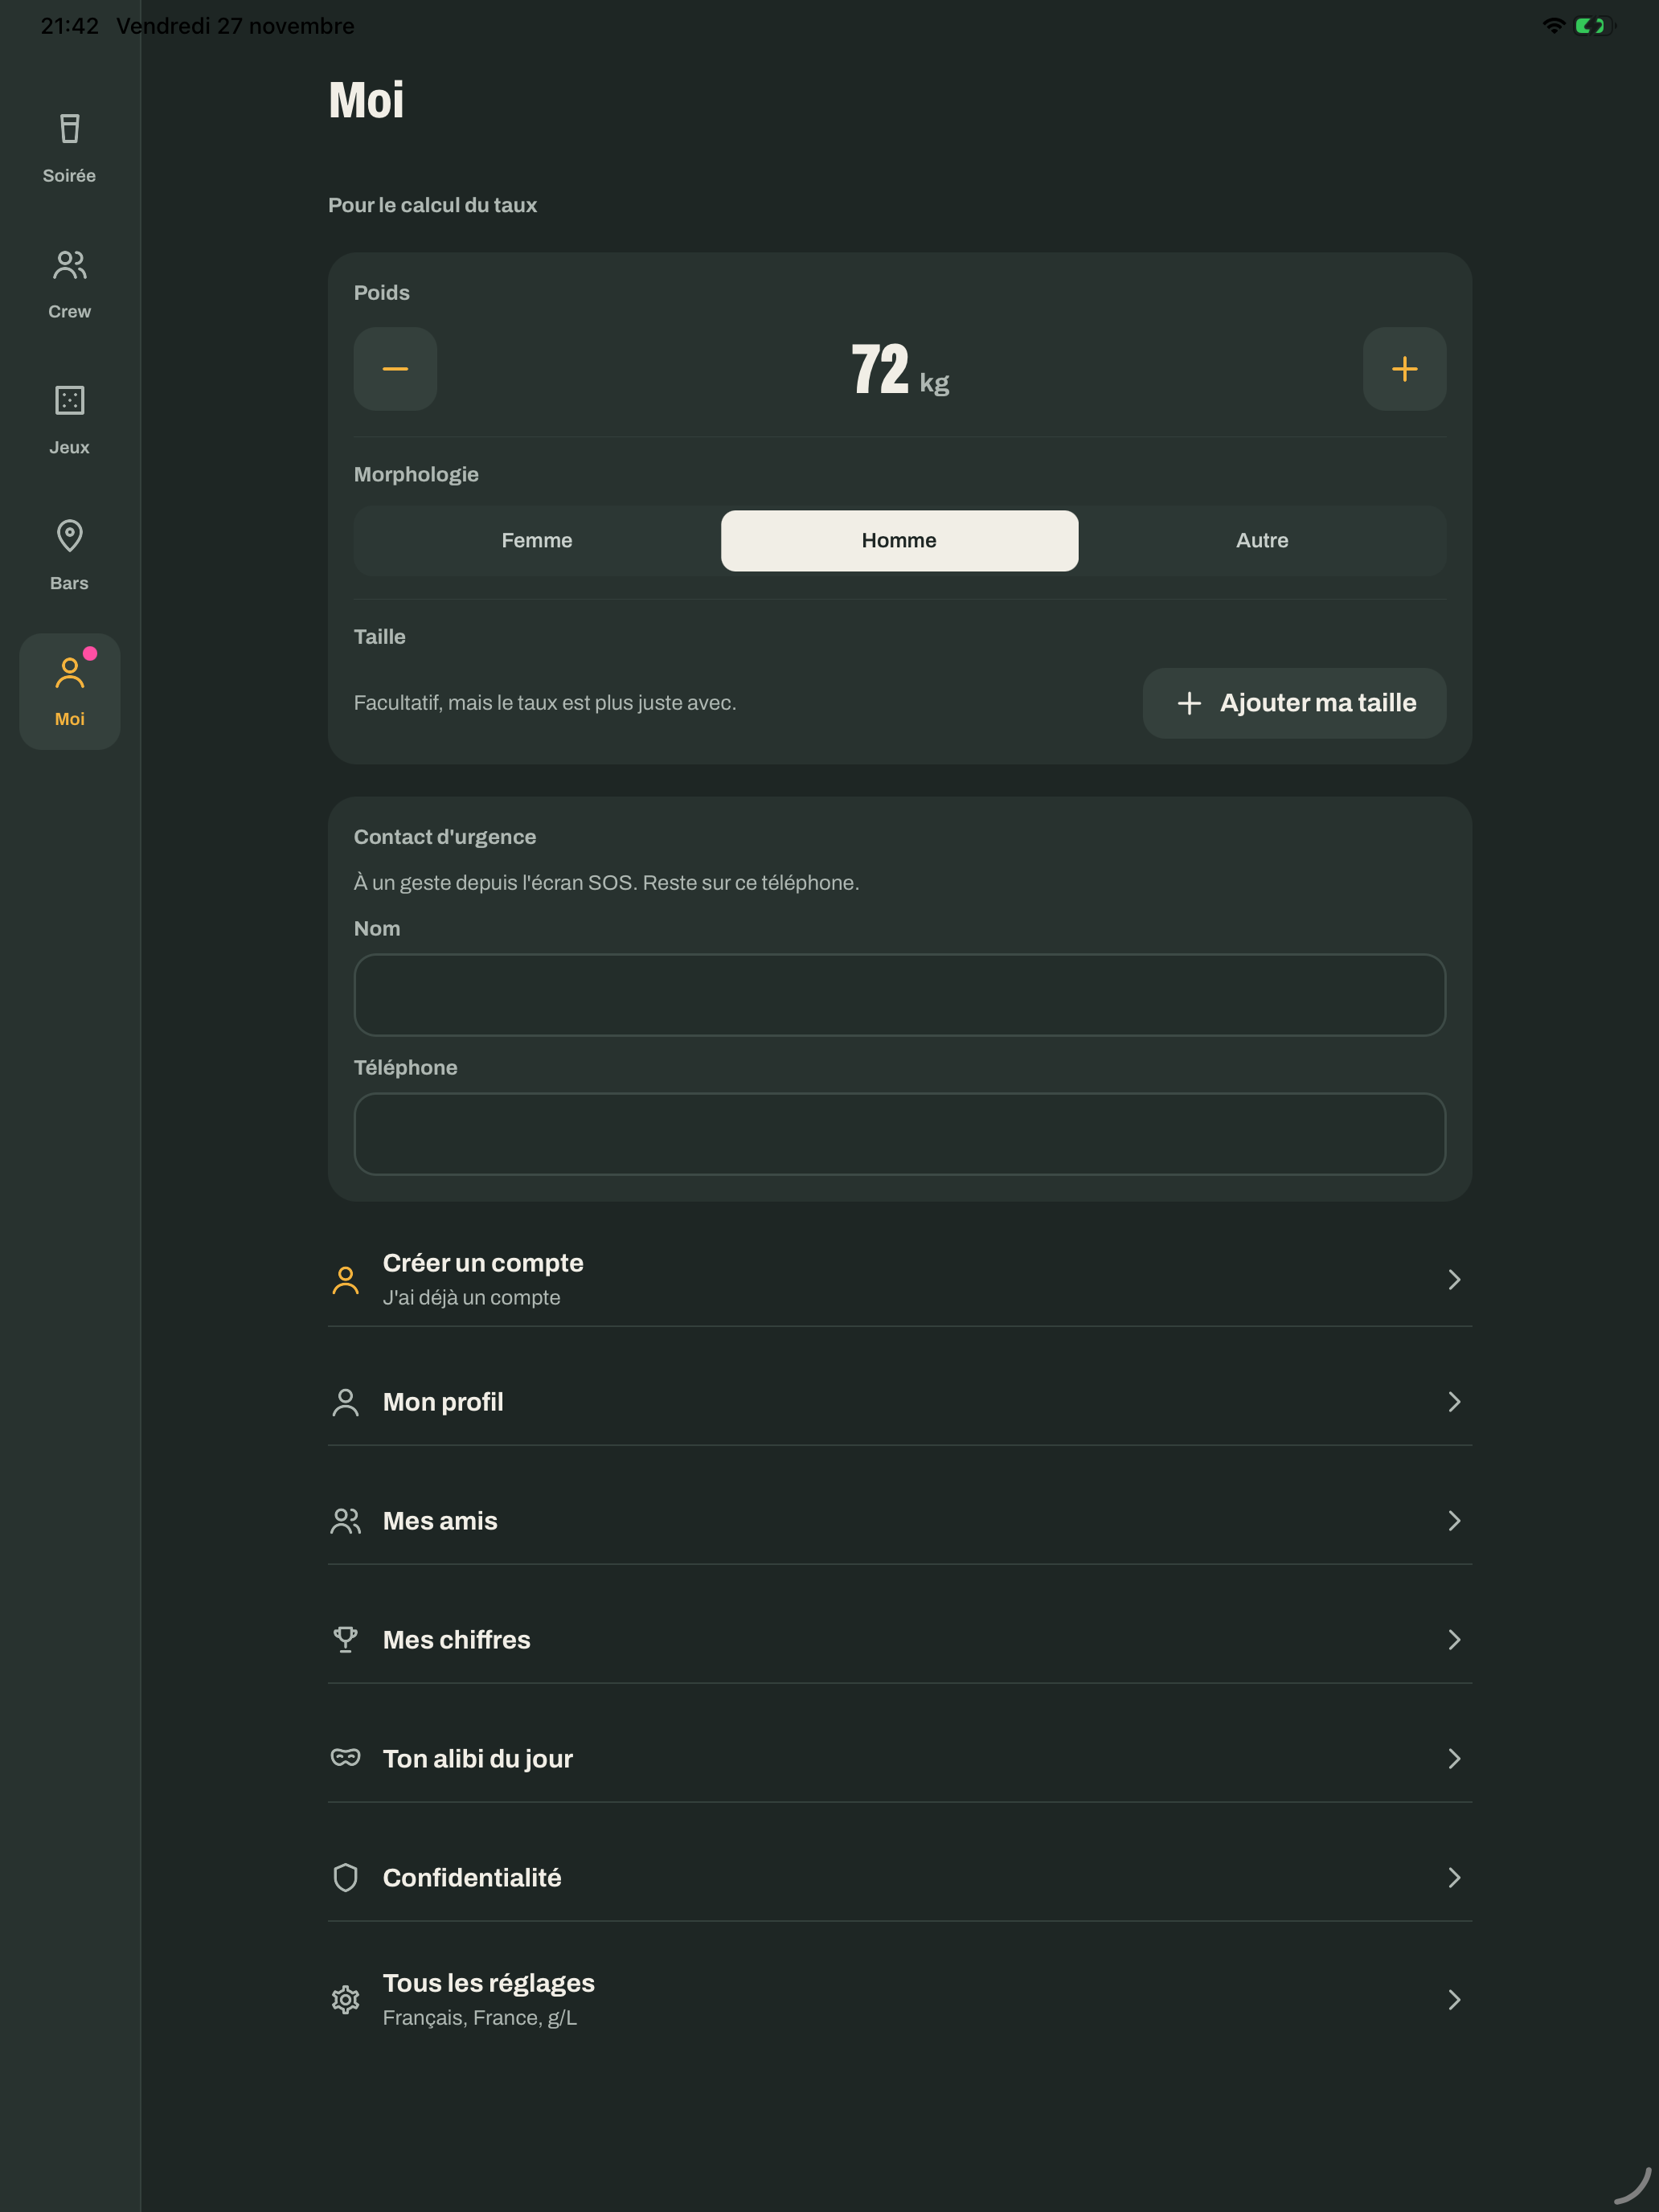 21:42 Vendredi 27 novembre
Soirée
Crew
Jeux
Bars
Moi
Moi
Pour le calcul du taux
Poids
72 kg
Morphologie
Femme Homme Autre
Taille
Facultatif, mais le taux est plus juste avec.
Ajouter ma taille
Contact d'urgence
À un geste depuis l'écran SOS. Reste sur ce téléphone.
Nom
Téléphone
Créer un compte
J'ai déjà un compte
Mon profil
Mes amis
Mes chiffres
Ton alibi du jour
Confidentialité
Tous les réglages
Français, France, g/L